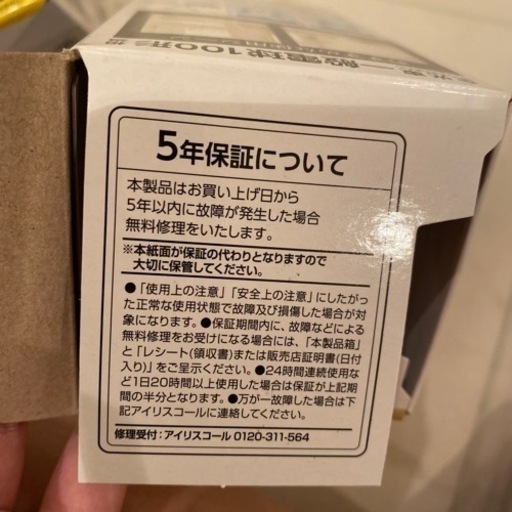 5年保証について
本製品はお買い上げ日から
5年以内に故障が発生した場合
無料修理をいたします。
※本紙面が保証の代わりとなりますので
大切に保管してください。
●「使用上の注意」「安全上の注意」にしたがっ
た正常な使用状態で故障及び損傷した場合が対
象になります。●保証期間内に、故障などによる
無料修理をお受けになる場合には、「本製品箱」
と「レシート(領収書)または販売店証明書(日付
入り)」をご呈示ください。●24時間連続使用な
ど1日20時間以上使用した場合は保証が上記期
間の半分となります。●万が一故障した場合は下
記アイリスコールに連絡してください。
修理受付：アイリスコール 0120-311-564